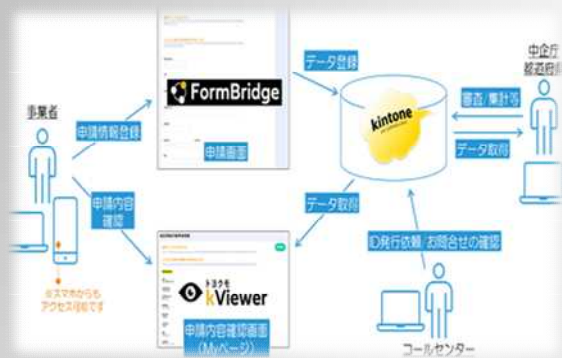 事業者
申請情報登録
申請内容
確認
※スマホからも
アクセス可能です
FormBridge
申請画面
データ登録
kintone
中企庁
都道府県
審査/集計等
データ取得
データ取得
トヨクモ
kViewer
申請内容確認画面
(Myページ)
ID発行依頼/お問合せの確認
コールセンター